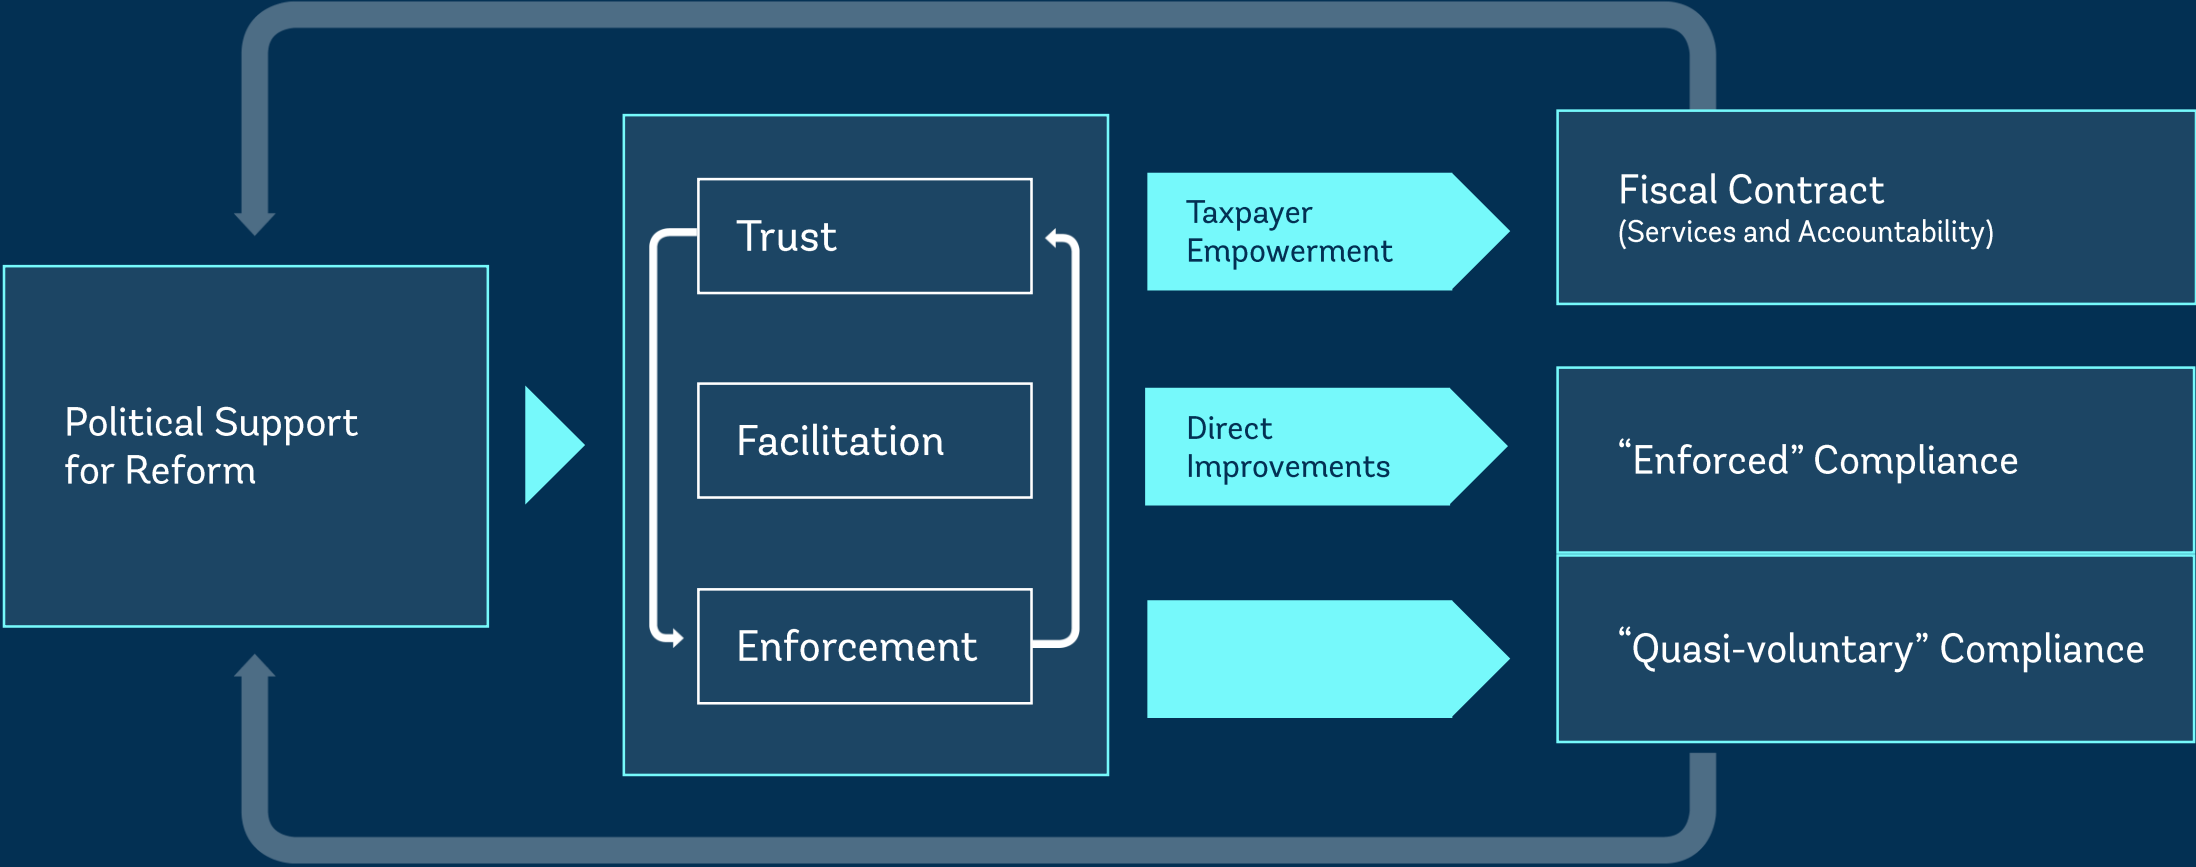 Political Support
for Reform
Trust
Facilitation
Enforcement
Taxpayer
Empowerment
Direct
Improvements
Fiscal Contract
(Services and Accountability)
“Enforced” Compliance
“Quasi-voluntary” Compliance